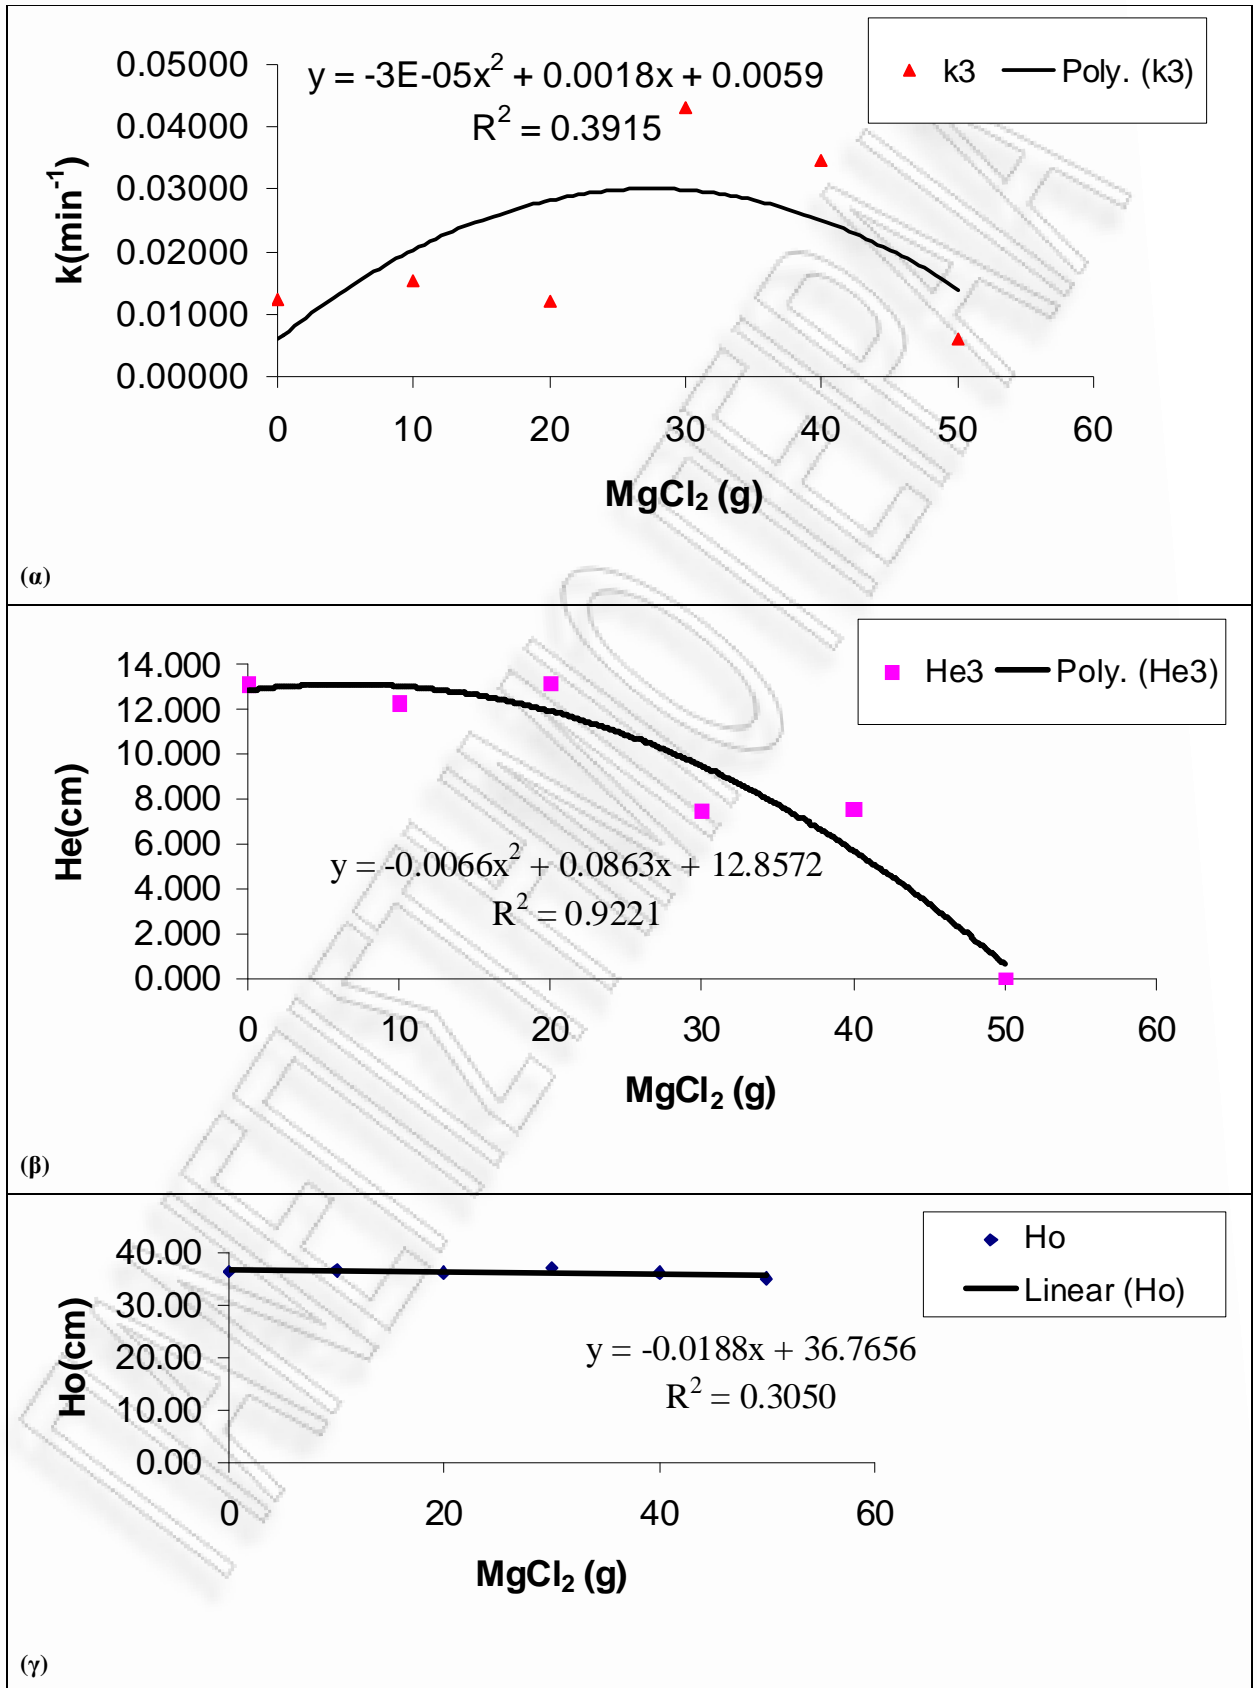 0.05000
0.04000
0.03000
0.02000
0.01000
0.00000
k(min⁻¹)
y = -3E-05x² + 0.0018x + 0.0059
R² = 0.3915
k3
Poly. (k3)
0 10 20 30 40 50 60
MgCl₂ (g)
(α)
14.000
12.000
10.000
8.000
6.000
4.000
2.000
0.000
He(cm)
He3
Poly. (He3)
y = -0.0066x² + 0.0863x + 12.8572
R² = 0.9221
0 10 20 30 40 50 60
MgCl₂ (g)
(β)
40.00
30.00
20.00
10.00
0.00
Ho(cm)
Ho
Linear (Ho)
y = -0.0188x + 36.7656
R² = 0.3050
0 20 40 60
MgCl₂ (g)
(γ)
ΠΑΝΕΠΙΣΤΗΜΙΟ ΠΕΙΡΑΙΑ